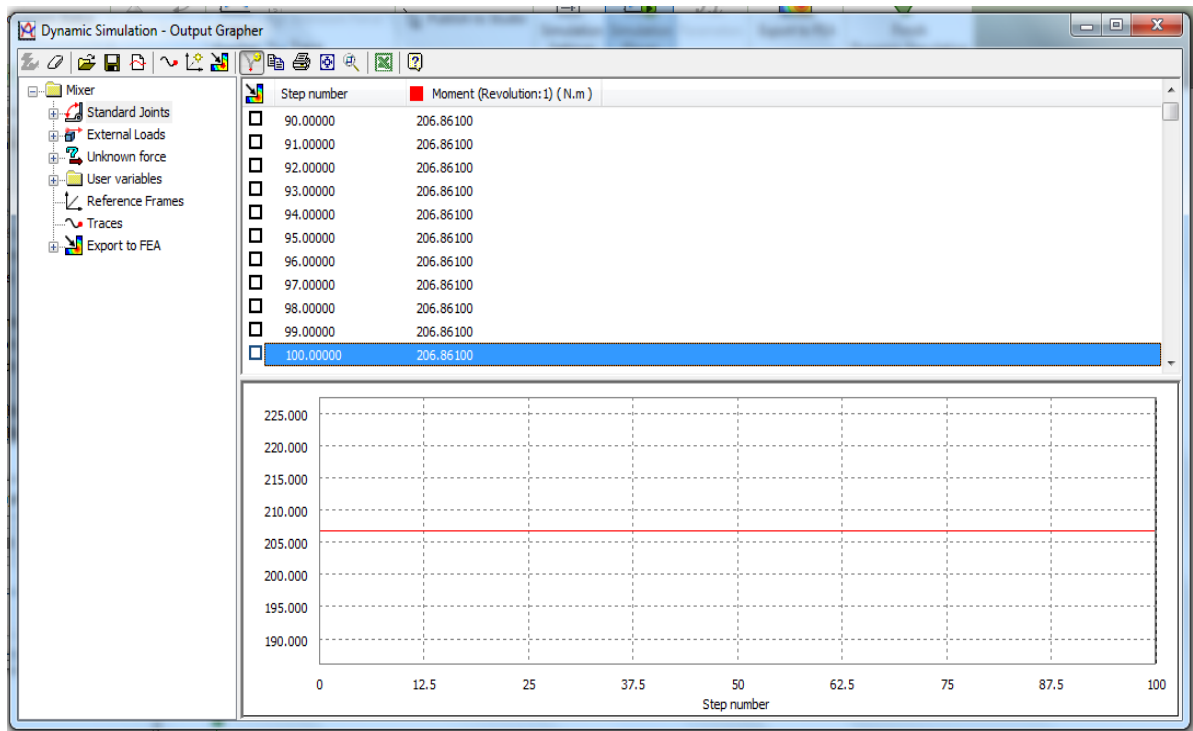 Dynamic Simulation - Output Grapher
Mixer
Standard Joints
External Loads
Unknown force
User variables
Reference Frames
Traces
Export to FEA
Step number Moment (Revolution:1) ( N.m )
90.00000 206.86100
91.00000 206.86100
92.00000 206.86100
93.00000 206.86100
94.00000 206.86100
95.00000 206.86100
96.00000 206.86100
97.00000 206.86100
98.00000 206.86100
99.00000 206.86100
100.00000 206.86100
225.000
220.000
215.000
210.000
205.000
200.000
195.000
190.000
0 12.5 25 37.5 50 62.5 75 87.5 100
Step number